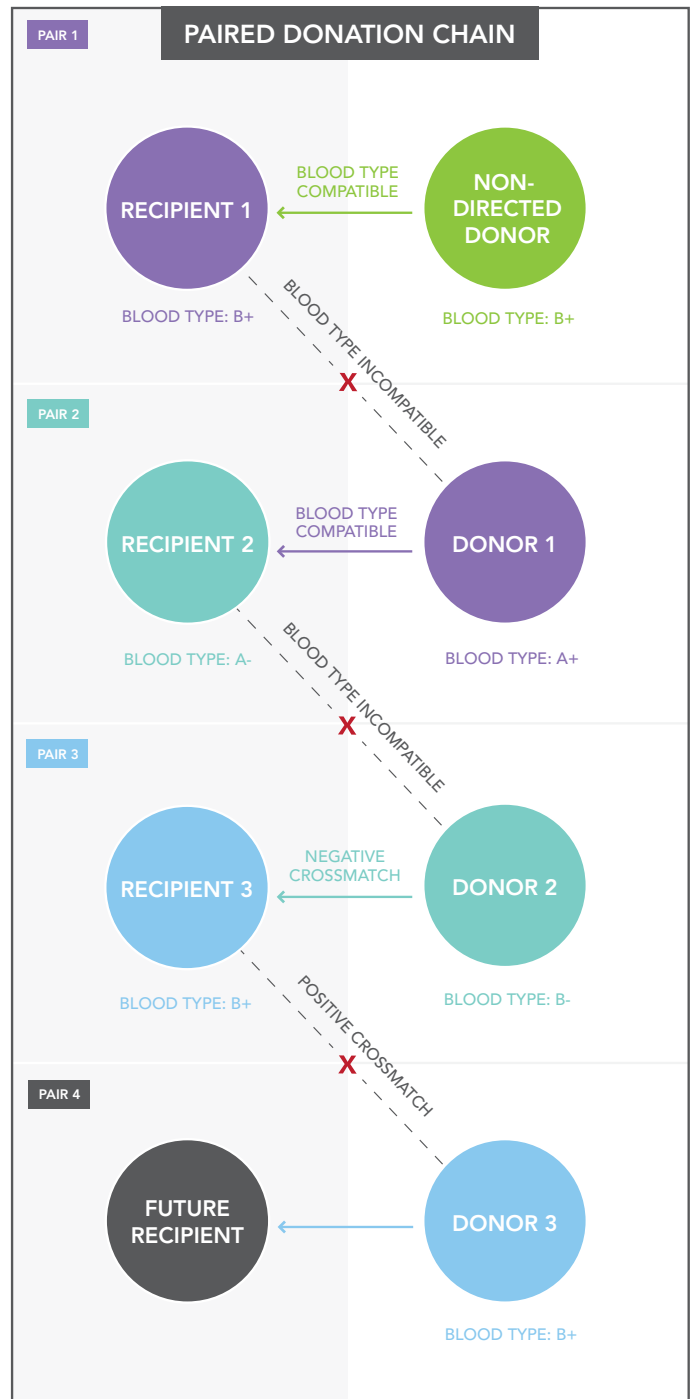 PAIRED DONATION CHAIN
PAIR 1
RECIPIENT 1
BLOOD TYPE
COMPATIBLE
NON-
DIRECTED
DONOR
BLOOD TYPE: B+
BLOOD TYPE: B+
BLOOD TYPE INCOMPATIBLE
X
PAIR 2
RECIPIENT 2
BLOOD TYPE
COMPATIBLE
DONOR 1
BLOOD TYPE: A-
BLOOD TYPE: A+
BLOOD TYPE INCOMPATIBLE
X
PAIR 3
RECIPIENT 3
NEGATIVE
CROSSMATCH
DONOR 2
BLOOD TYPE: B+
BLOOD TYPE: B-
POSITIVE CROSSMATCH
X
PAIR 4
FUTURE
RECIPIENT
DONOR 3
BLOOD TYPE: B+